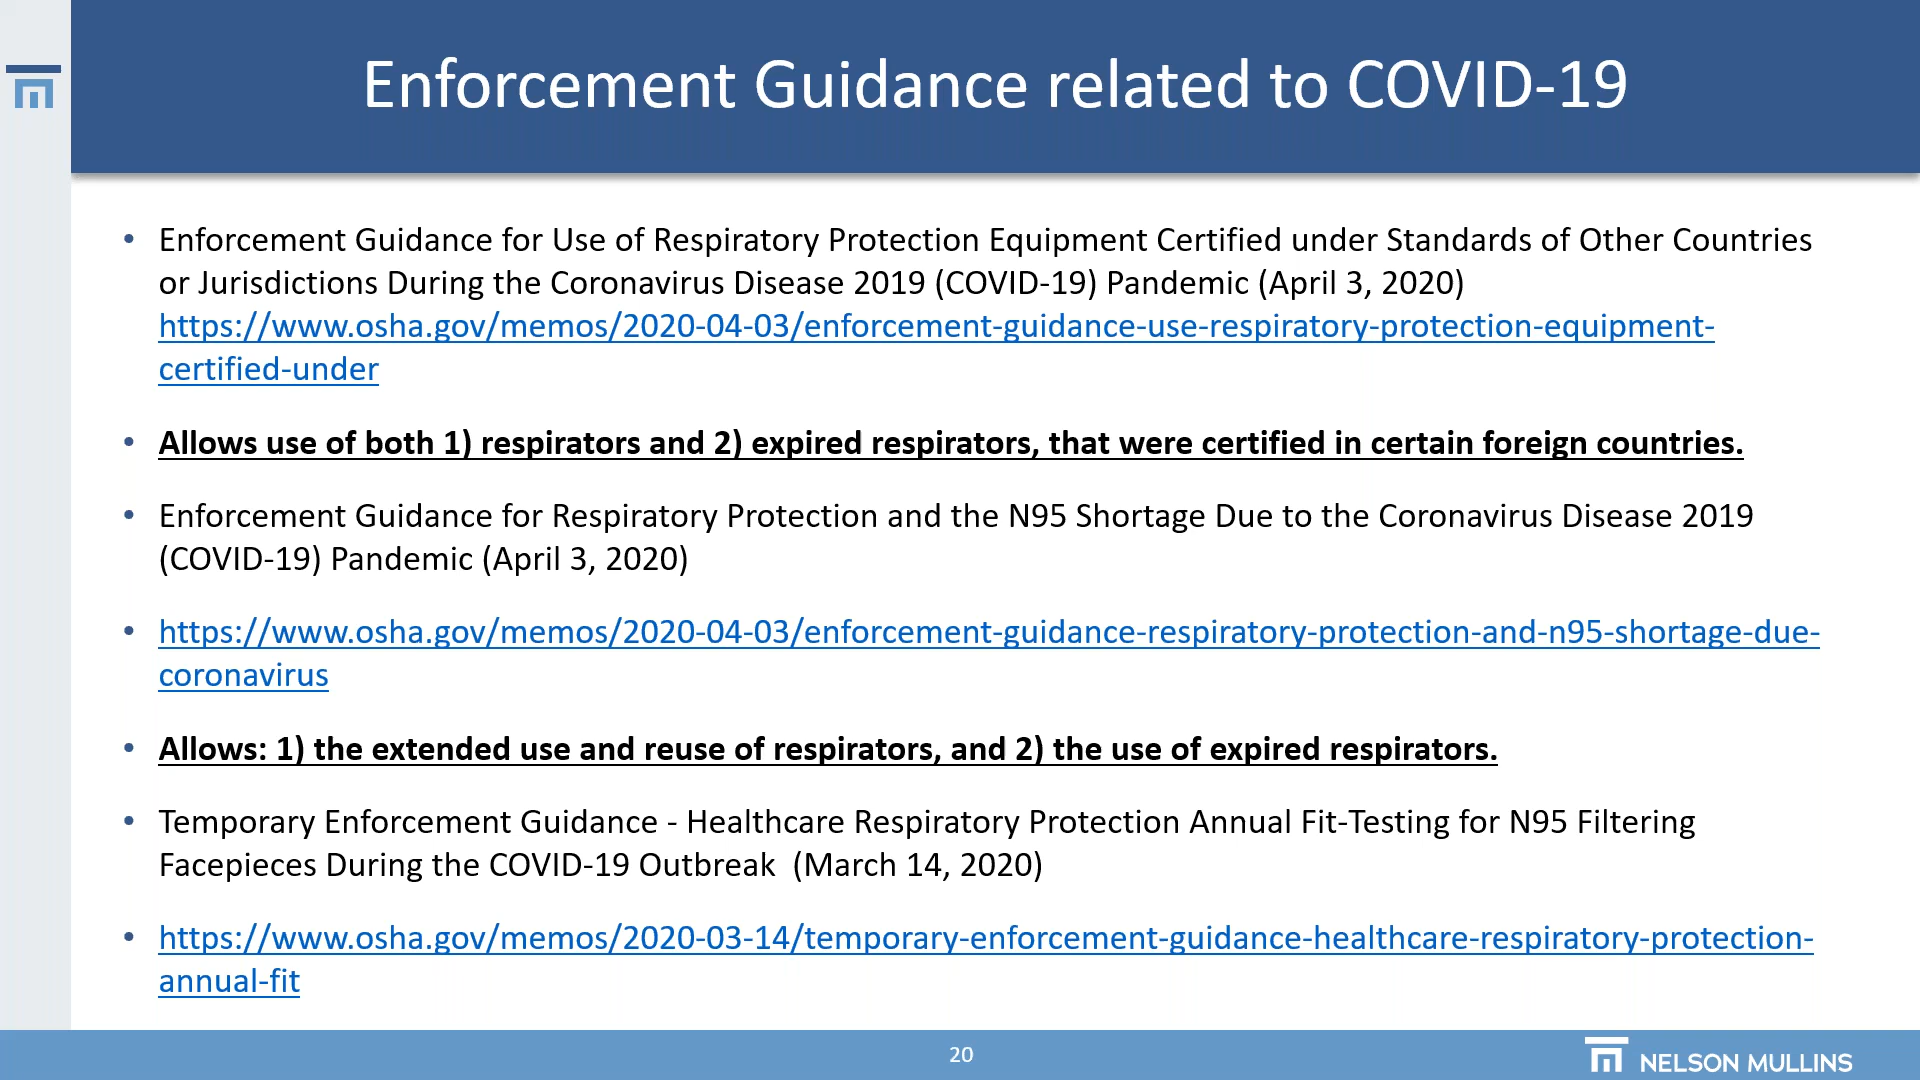 Enforcement Guidance related to COVID-19
• Enforcement Guidance for Use of Respiratory Protection Equipment Certified under Standards of Other Countries
or Jurisdictions During the Coronavirus Disease 2019 (COVID-19) Pandemic (April 3, 2020)
https://www.osha.gov/memos/2020-04-03/enforcement-guidance-use-respiratory-protection-equipment-
certified-under
• Allows use of both 1) respirators and 2) expired respirators, that were certified in certain foreign countries.
• Enforcement Guidance for Respiratory Protection and the N95 Shortage Due to the Coronavirus Disease 2019
(COVID-19) Pandemic (April 3, 2020)
• https://www.osha.gov/memos/2020-04-03/enforcement-guidance-respiratory-protection-and-n95-shortage-due-
coronavirus
• Allows: 1) the extended use and reuse of respirators, and 2) the use of expired respirators.
• Temporary Enforcement Guidance - Healthcare Respiratory Protection Annual Fit-Testing for N95 Filtering
Facepieces During the COVID-19 Outbreak  (March 14, 2020)
• https://www.osha.gov/memos/2020-03-14/temporary-enforcement-guidance-healthcare-respiratory-protection-
annual-fit
20
NELSON MULLINS